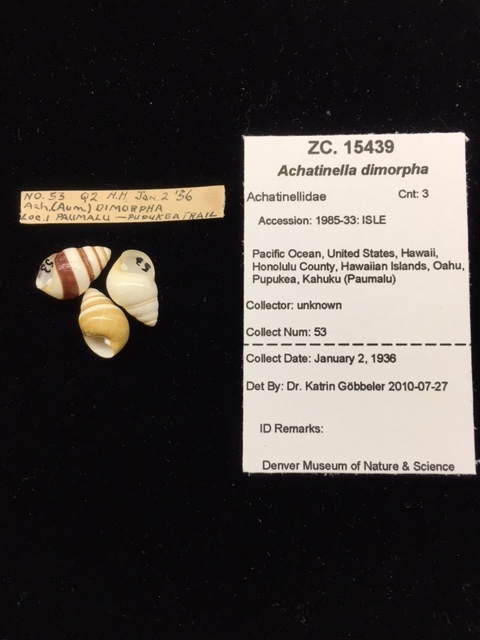 NO. 53 Q2 H.H. Jan. 2 '36
Ach. (Aum) DIMORPHA
Loc. 1 PAUMALU — PUPUKEA TRAIL
53
53
ZC. 15439
Achatinella dimorpha
Achatinellidae Cnt: 3
Accession: 1985-33: ISLE
Pacific Ocean, United States, Hawaii,
Honolulu County, Hawaiian Islands, Oahu,
Pupukea, Kahuku (Paumalu)
Collector: unknown
Collect Num: 53
Collect Date: January 2, 1936
Det By: Dr. Katrin Göbbeler 2010-07-27
ID Remarks:
Denver Museum of Nature & Science